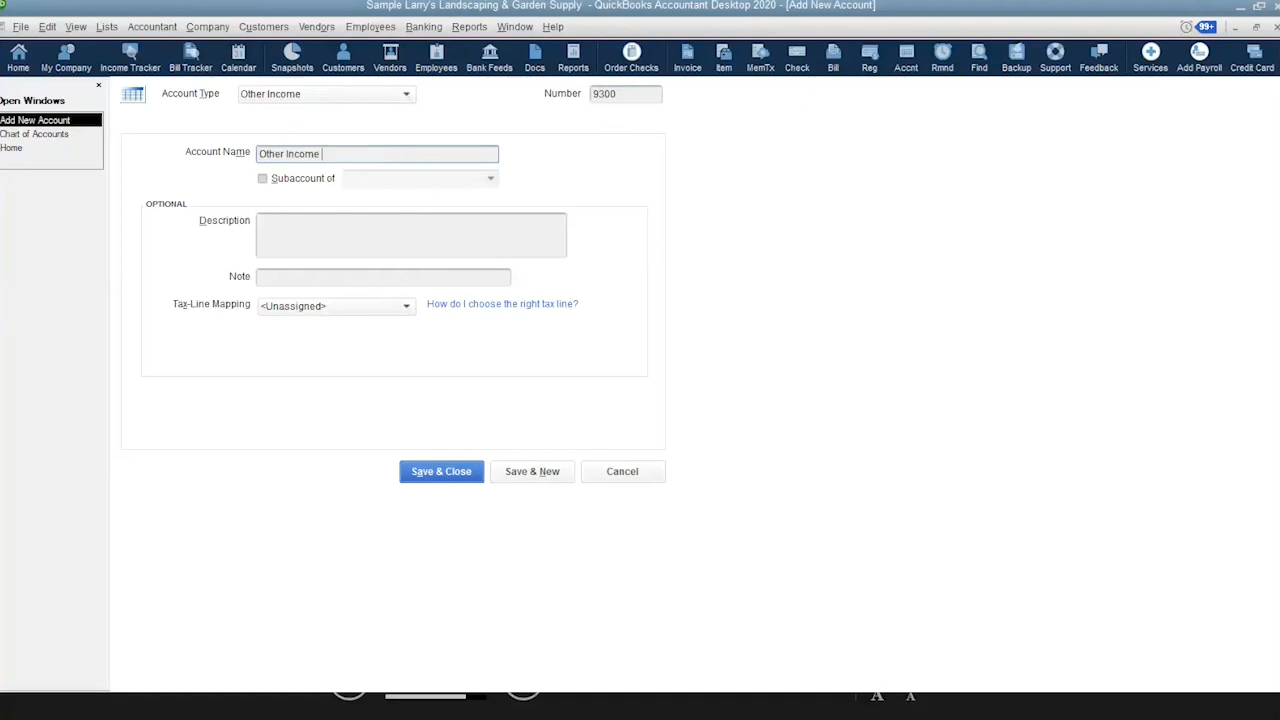 Sample Larry's Landscaping & Garden Supply - QuickBooks Accountant Desktop 2020 - [Add New Account]
File Edit View Lists Accountant Company Customers Vendors Employees Banking Reports Window Help 99+
Home My Company Income Tracker Bill Tracker Calendar Snapshots Customers Vendors Employees Bank Feeds Docs Reports Order Checks Invoice Item MemTx Check Bill Reg Accnt Rmnd Find Backup Support Feedback Services Add Payroll Credit Card
Open Windows
Add New Account
Chart of Accounts
Home
Account Type Other Income Number 9300
Account Name Other Income
Subaccount of
OPTIONAL
Description
Note
Tax-Line Mapping <Unassigned> How do I choose the right tax line?
Save & Close Save & New Cancel
A A